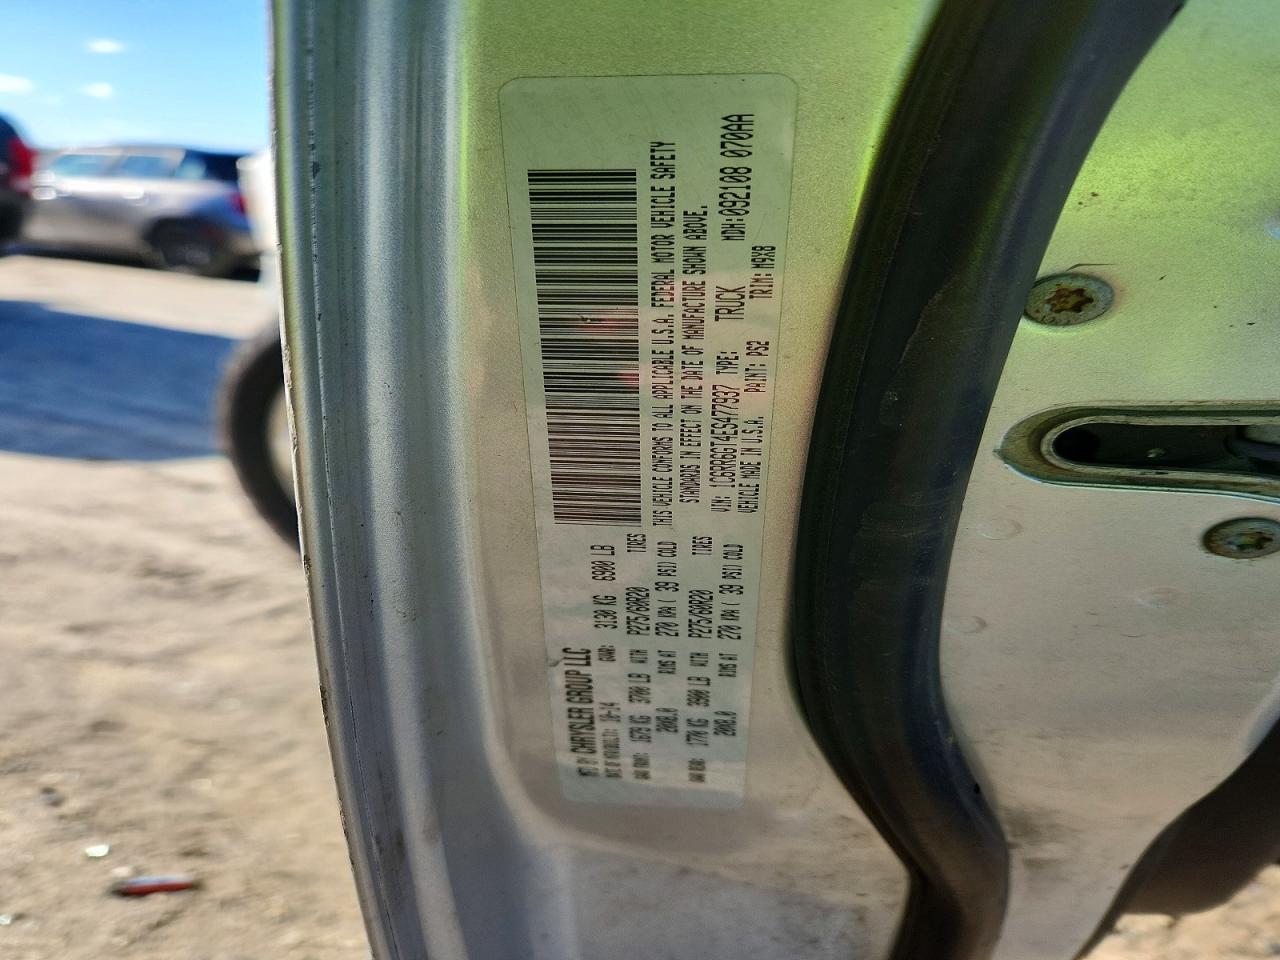 MFD BY CHRYSLER GROUP LLC
DATE OF MFR(BUILT): 10-14 GVWR: 3130 KG 6900 LB
GAWR FRONT: 1679 KG 3700 LB WITH P275/60R20 TIRES
20X8.0 RIMS AT 270 KPA( 39 PSI) COLD
GAWR REAR: 1770 KG 3900 LB WITH P275/60R20 TIRES
20X8.0 RIMS AT 270 KPA( 39 PSI) COLD
THIS VEHICLE CONFORMS TO ALL APPLICABLE U.S.A. FEDERAL MOTOR VEHICLE SAFETY
STANDARDS IN EFFECT ON THE DATE OF MANUFACTURE SHOWN ABOVE.
VIN: 1C6RR6GT4ES477937 TYPE: TRUCK MDH:092108 070AA
VEHICLE MADE IN U.S.A. PAINT: PS2 TRIM: M9X8